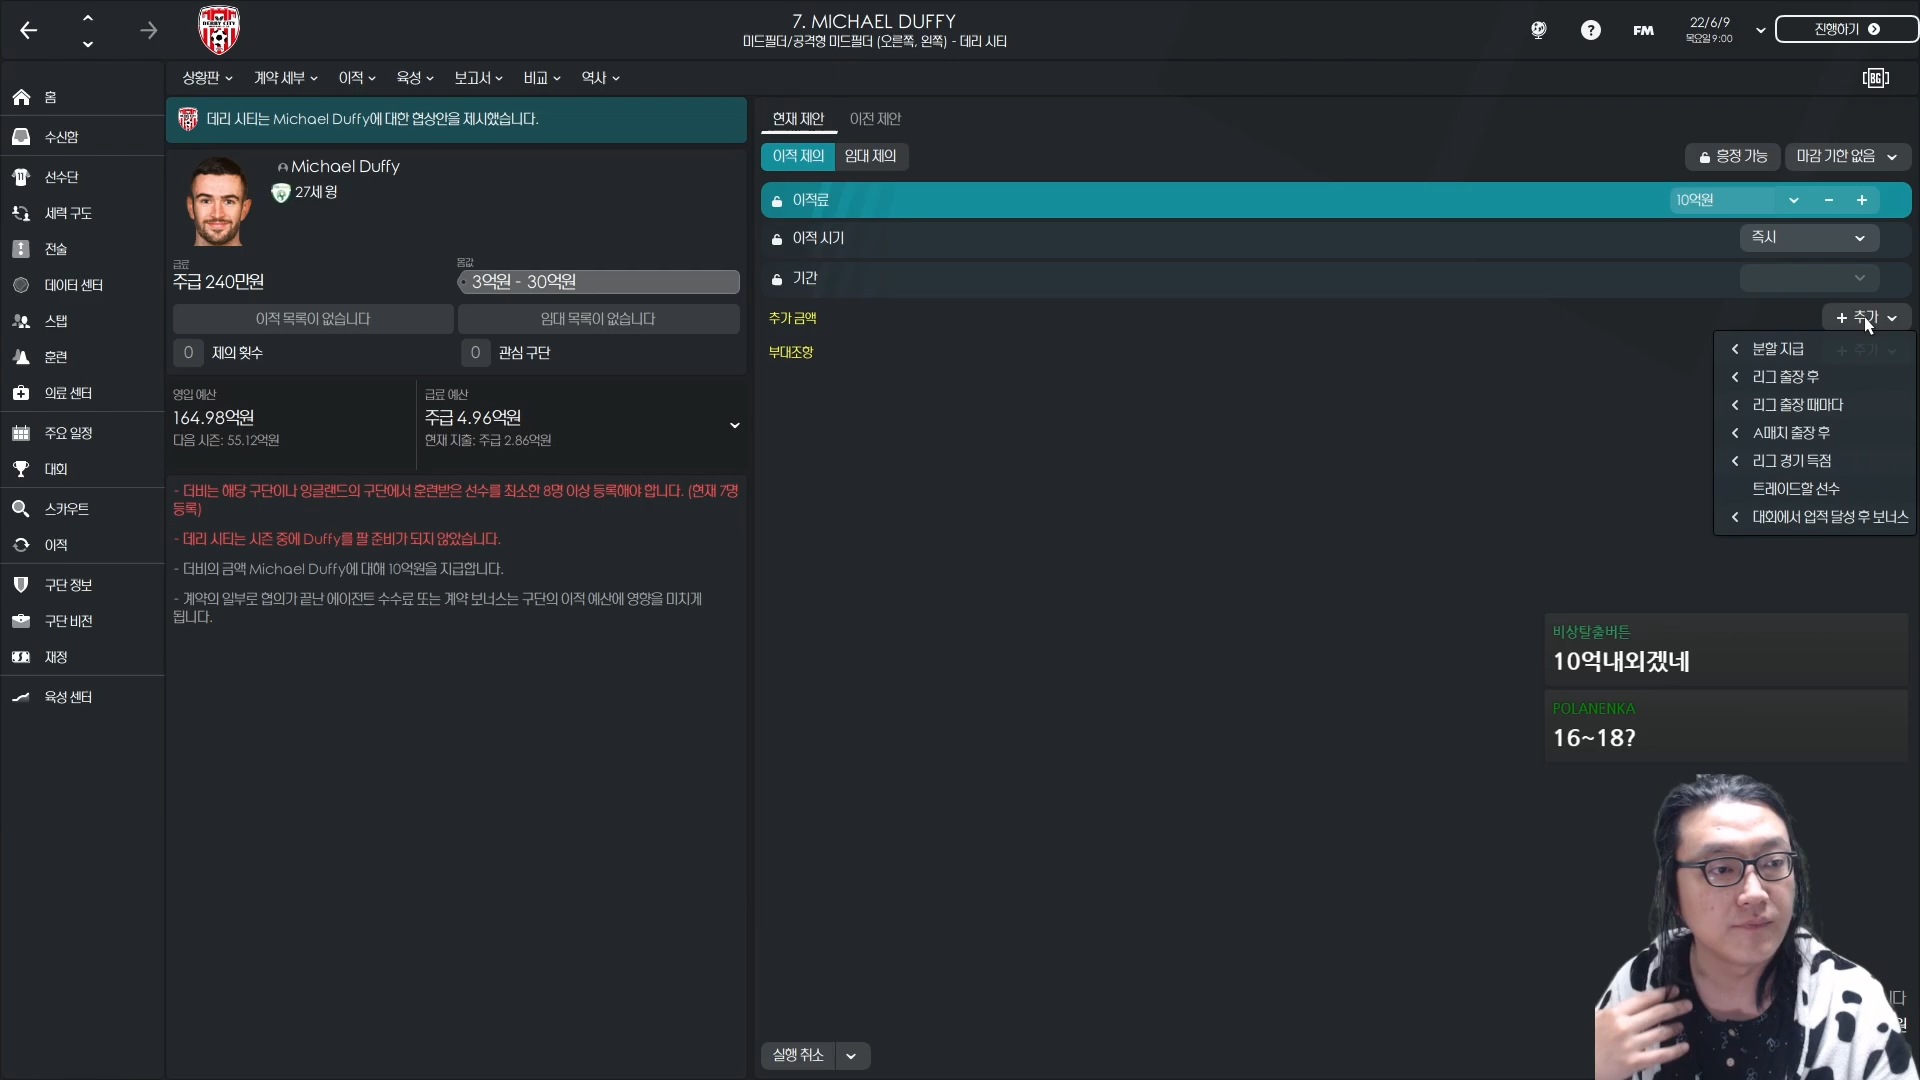 7. MICHAEL DUFFY
미드필더/공격형 미드필더 (오른쪽, 왼쪽) - 데리 시티
FM
22/6/9
목요일 9:00
진행하기
상황판
계약 세부
이적
육성
보고서
비교
역사
홈
수신함
선수단
세력 구도
전술
데이터 센터
스탭
훈련
의료 센터
주요 일정
대회
스카우트
이적
구단 정보
구단 비전
재정
육성 센터
데리 시티는 Michael Duffy에 대한 협상안을 제시했습니다.
Michael Duffy
27세 윙
급료
주급 240만원
몸값
3억원 - 30억원
이적 목록이 없습니다
임대 목록이 없습니다
0 제의 횟수
0 관심 구단
영입 예산
164.98억원
다음 시즌: 55.12억원
급료 예산
주급 4.96억원
현재 지출: 주급 2.86억원
- 더비는 해당 구단이나 잉글랜드의 구단에서 훈련받은 선수를 최소한 8명 이상 등록해야 합니다. (현재 7명
등록)
- 데리 시티는 시즌 중에 Duffy를 팔 준비가 되지 않았습니다.
- 더비의 금액 Michael Duffy에 대해 10억원을 지급합니다.
- 계약의 일부로 협의가 끝난 에이전트 수수료 또는 계약 보너스는 구단의 이적 예산에 영향을 미치게
됩니다.
현재 제안
이전 제안
이적 제의
임대 제의
흥정 가능
마감 기한 없음
이적료
10억원
이적 시기
즉시
기간
추가 금액
+ 추가
부대조항
+ 추가
분할 지급
리그 출장 후
리그 출장 때마다
A매치 출장 후
리그 경기 득점
트레이드할 선수
대회에서 업적 달성 후 보너스
비상탈출버튼
10억내외겠네
POLANENKA
16~18?
실행 취소